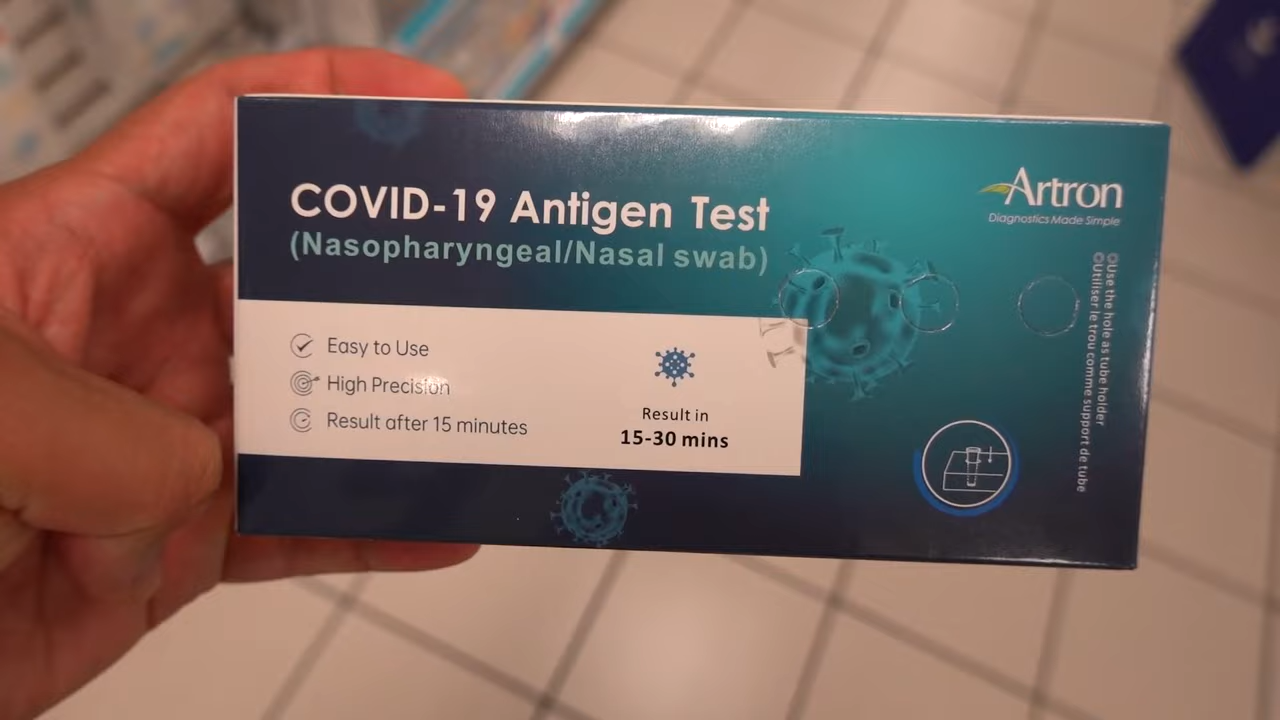 COVID-19 Antigen Test
(Nasopharyngeal/Nasal swab)
Artron
Diagnostics Made Simple
Easy to Use
High Precision
Result after 15 minutes
Result in
15-30 mins
Use the hole as tube holder
Utiliser le trou comme support de tube